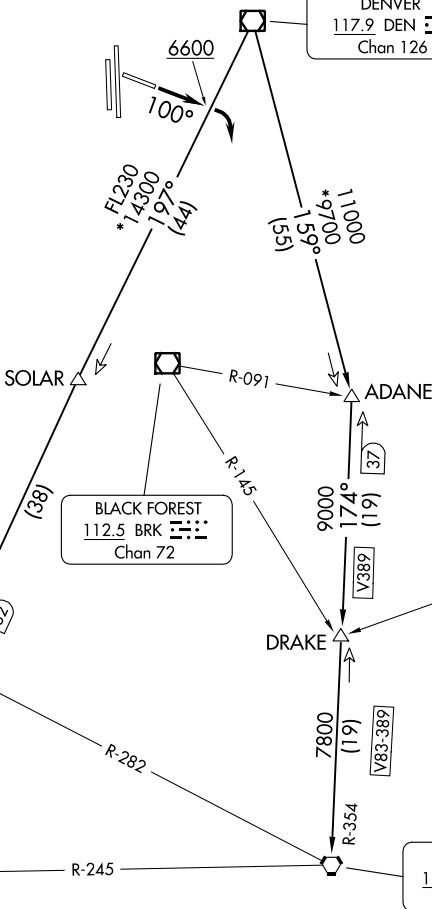 DENVER
117.9 DEN
Chan 126
6600
100°
FL230
*14300
197°
(44)
11000
*9700
159°
(55)
SOLAR
R-091
ADANE
37
R-145
(38)
9000
174°
(19)
BLACK FOREST
112.5 BRK
Chan 72
V389
DRAKE
7800
(19)
V83-389
R-282
R-354
R-245
1